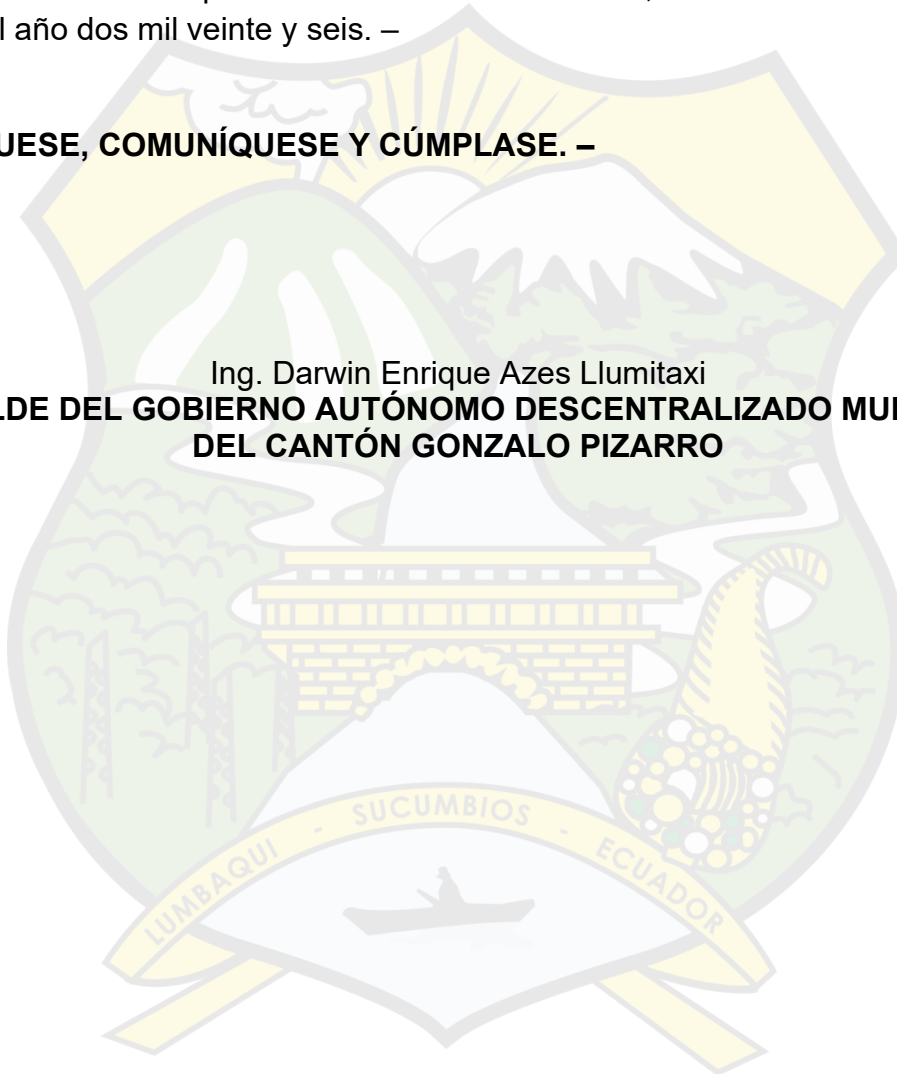 l año dos mil veinte y seis. –
UESE, COMUNÍQUESE Y CÚMPLASE. –
Ing. Darwin Enrique Azes Llumitaxi
LDE DEL GOBIERNO AUTÓNOMO DESCENTRALIZADO MU
DEL CANTÓN GONZALO PIZARRO
LUMBAQUI - SUCUMBIOS - ECUADOR